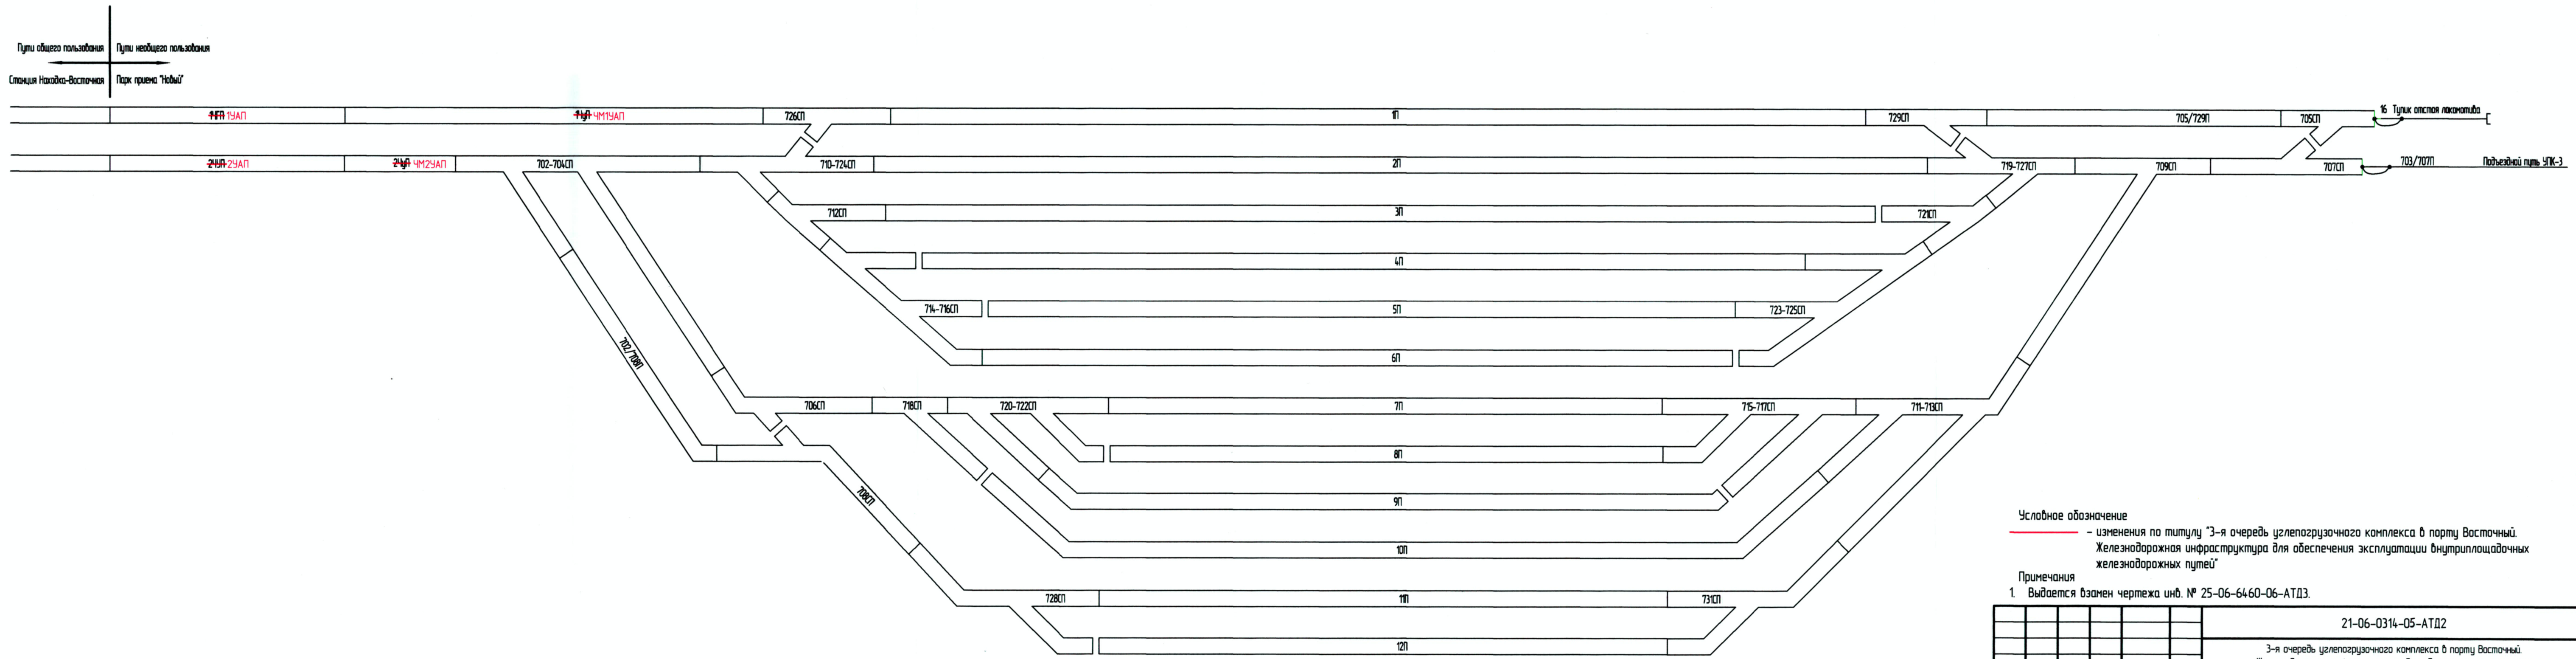 Пути общего пользования Пути необщего пользования
Станция Находка-Восточная Парк приема "Новый"
1УАП
ЧМ1УАП
726СП
1П
729СП
705/729П
705СП
16 Тупик отстоя локомотива
2УАП
ЧМ2УАП
702-704СП
710-724СП
2П
719-727СП
709СП
707СП
703/707П
Подъездной путь УПК-3
712СП
3П
721СП
4П
714-716СП
5П
723-725СП
702/708П
6П
706СП
718СП
720-722СП
7П
715-717СП
711-713СП
8П
708СП
9П
10П
728СП
11П
731СП
12П
Условное обозначение
- изменения по титулу "3-я очередь углепогрузочного комплекса в порту Восточный.
Железнодорожная инфраструктура для обеспечения эксплуатации внутриплощадочных
железнодорожных путей"
Примечания
1. Выдается взамен чертежа инв. № 25-06-6460-06-АТД3.
21-06-0314-05-АТД2
3-я очередь углепогрузочного комплекса в порту Восточный.